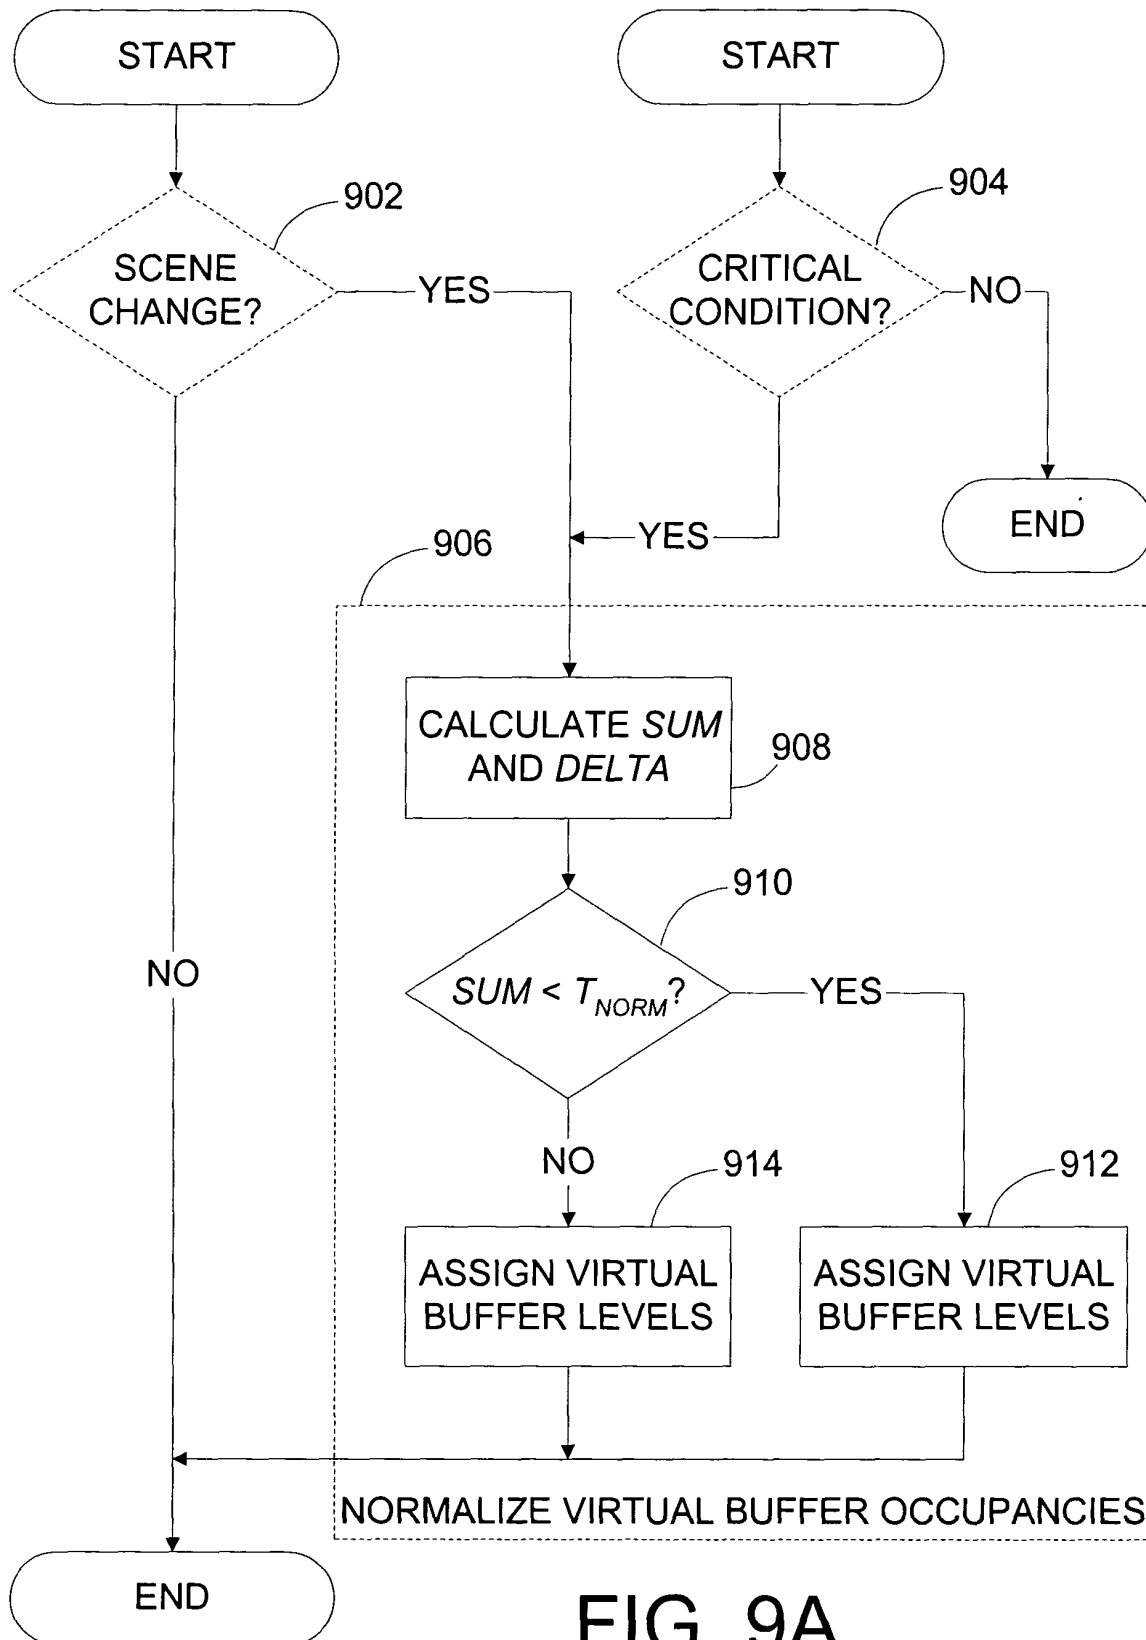 START
START
902
904
SCENE
CHANGE?
YES
CRITICAL
CONDITION?
NO
END
YES
906
CALCULATE SUM
AND DELTA
908
910
SUM < T_NORM?
YES
NO
NO
914
912
ASSIGN VIRTUAL
BUFFER LEVELS
ASSIGN VIRTUAL
BUFFER LEVELS
NORMALIZE VIRTUAL BUFFER OCCUPANCIES
END
FIG. 9A